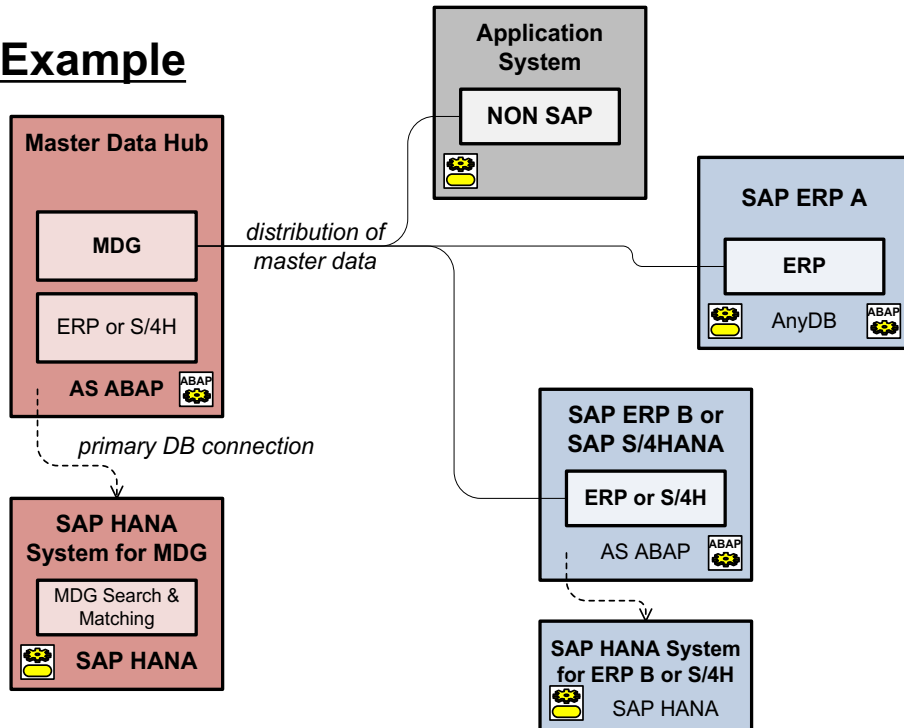 Example
Master Data Hub
MDG
ERP or S/4H
AS ABAP
ABAP
primary DB connection
SAP HANA
System for MDG
MDG Search &
Matching
SAP HANA
distribution of
master data
Application
System
NON SAP
SAP ERP A
ERP
AnyDB
ABAP
SAP ERP B or
SAP S/4HANA
ERP or S/4H
AS ABAP
ABAP
SAP HANA System
for ERP B or S/4H
SAP HANA